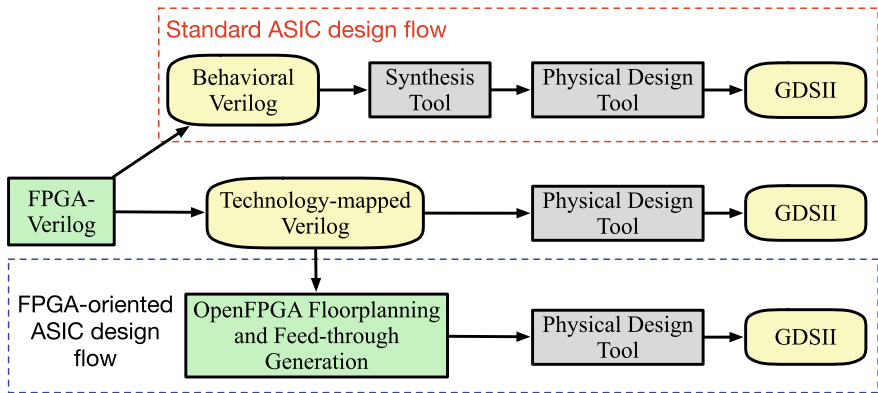 Standard ASIC design flow
Behavioral
Verilog
Synthesis
Tool
Physical Design
Tool
GDSII
FPGA-
Verilog
Technology-mapped
Verilog
Physical Design
Tool
GDSII
FPGA-oriented
ASIC design
flow
OpenFPGA Floorplanning
and Feed-through
Generation
Physical Design
Tool
GDSII